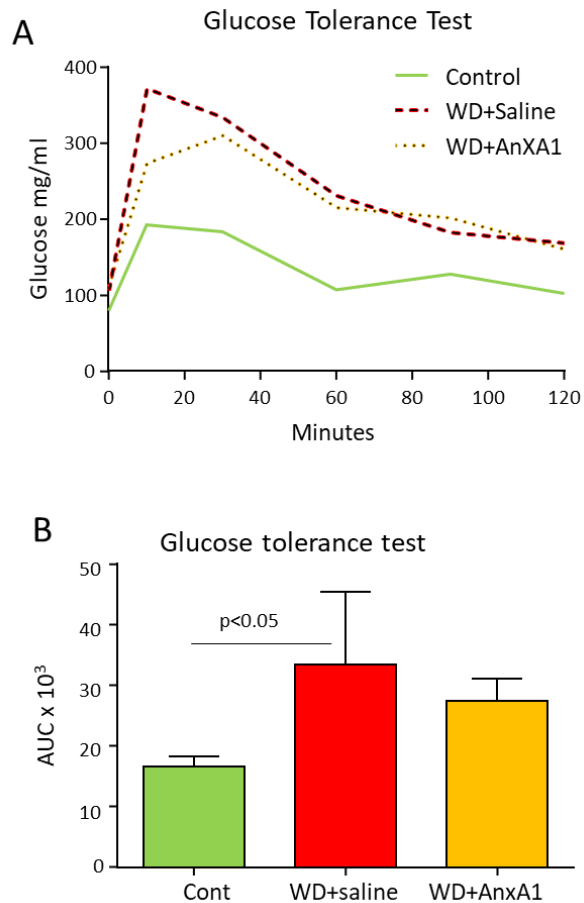 A
Glucose Tolerance Test
Glucose mg/ml
400
300
200
100
0
0 20 40 60 80 100 120
Minutes
Control
WD+Saline
WD+AnXA1
B
Glucose tolerance test
AUC x 10³
50
40
30
20
10
0
p<0.05
Cont WD+saline WD+AnxA1